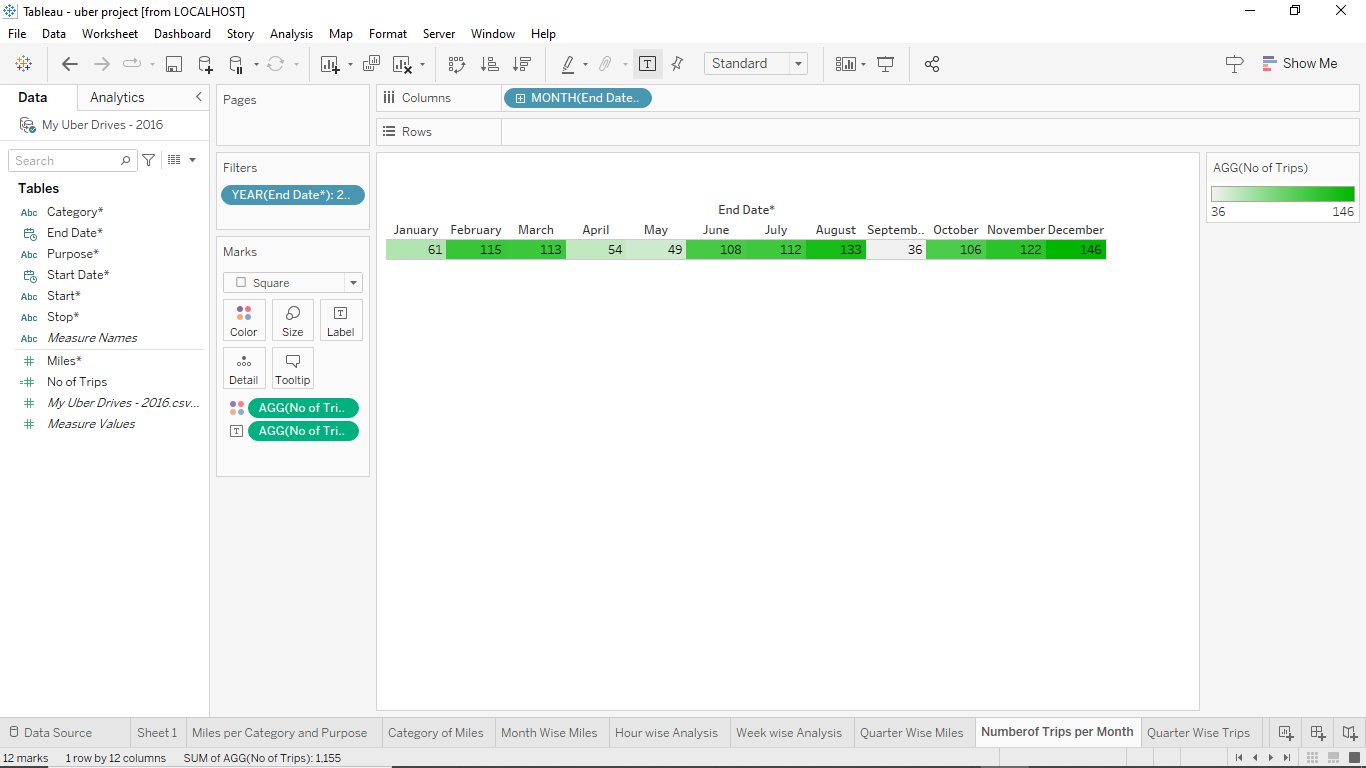 Tableau - uber project [from LOCALHOST]
File Data Worksheet Dashboard Story Analysis Map Format Server Window Help
Standard
Show Me
Data Analytics
My Uber Drives - 2016
Search
Tables
Abc Category*
End Date*
Abc Purpose*
Start Date*
Abc Start*
Abc Stop*
Abc Measure Names
Miles*
No of Trips
My Uber Drives - 2016.csv...
Measure Values
Pages
Filters
YEAR(End Date*): 2..
Marks
Square
Color Size Label
Detail Tooltip
AGG(No of Tri..
AGG(No of Tri..
Columns MONTH(End Date..
Rows
End Date*
January February March April May June July August Septemb.. October November December
61 115 113 54 49 108 112 133 36 106 122 146
AGG(No of Trips)
36 146
Data Source Sheet 1 Miles per Category and Purpose Category of Miles Month Wise Miles Hour wise Analysis Week wise Analysis Quarter Wise Miles Numberof Trips per Month Quarter Wise Trips
12 marks 1 row by 12 columns SUM of AGG(No of Trips): 1,155